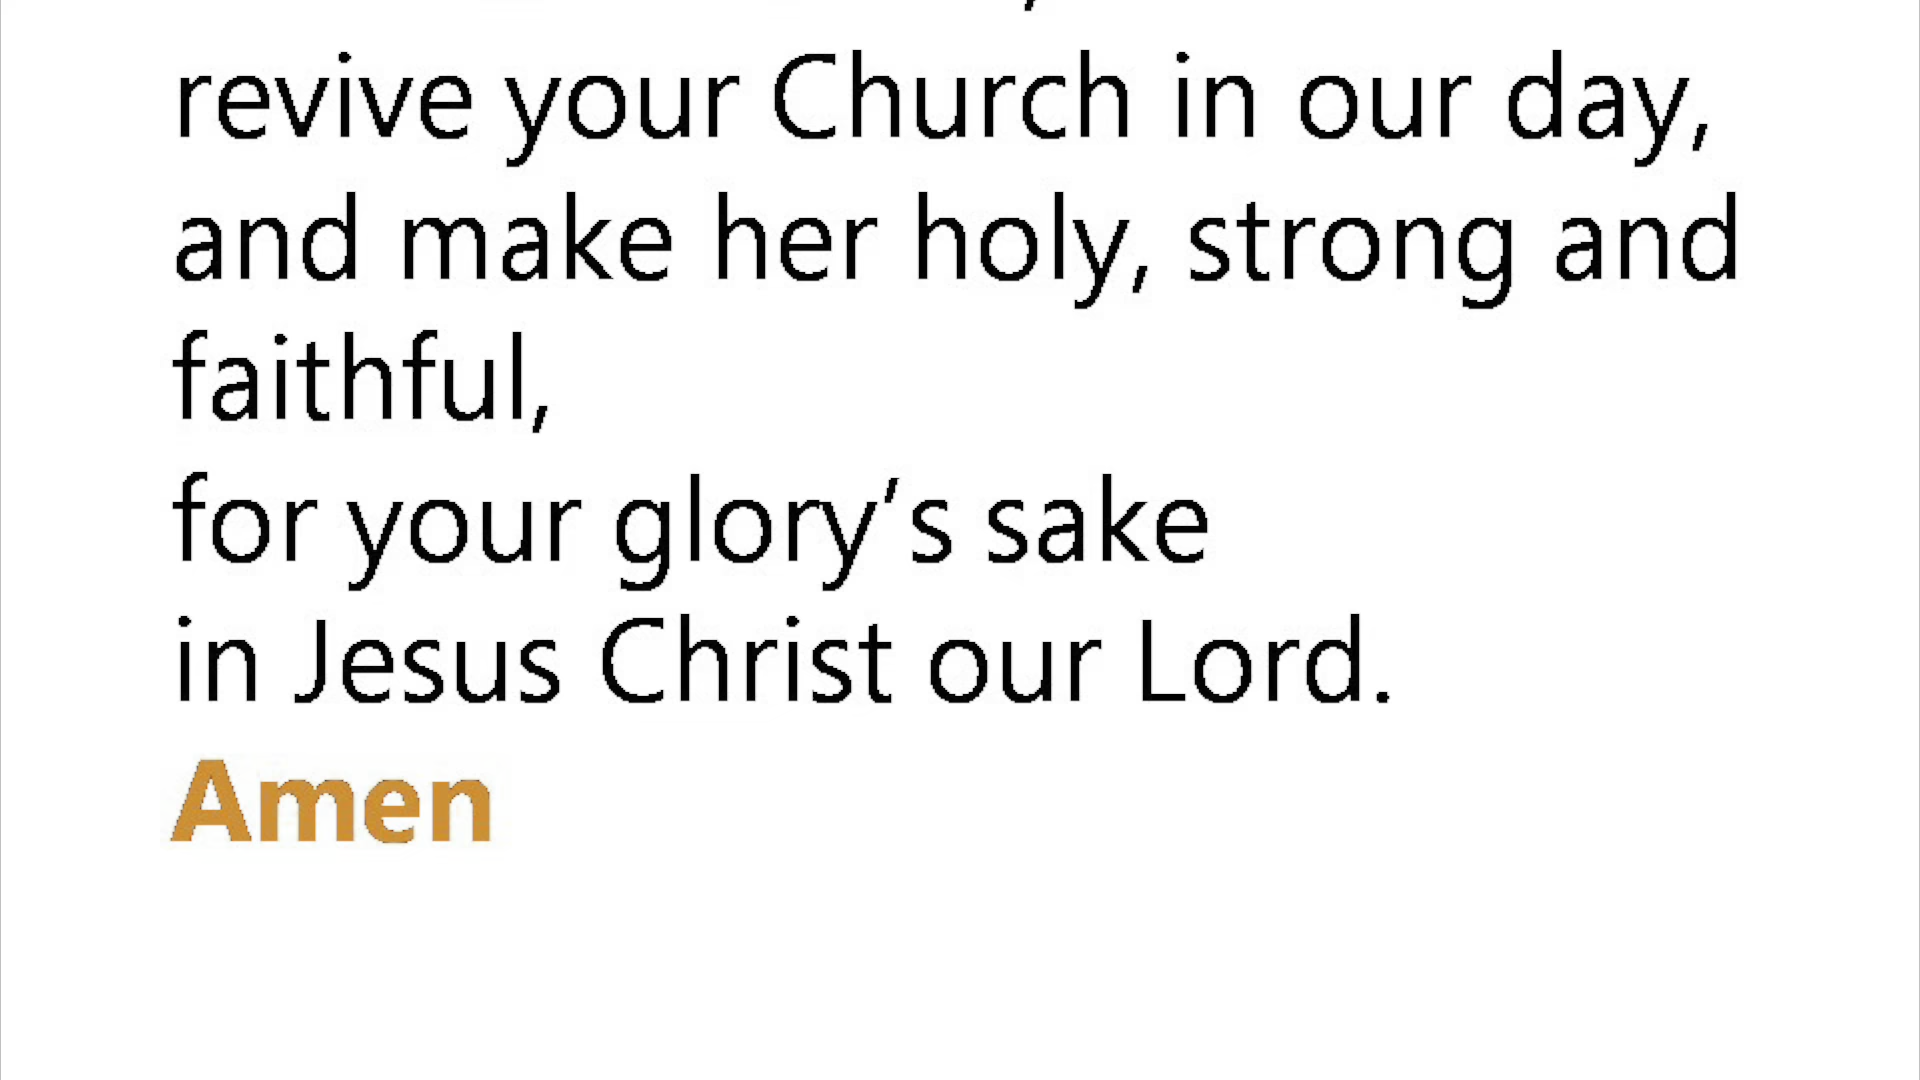 revive your Church in our day,
and make her holy, strong and
faithful,
for your glory’s sake
in Jesus Christ our Lord.
Amen